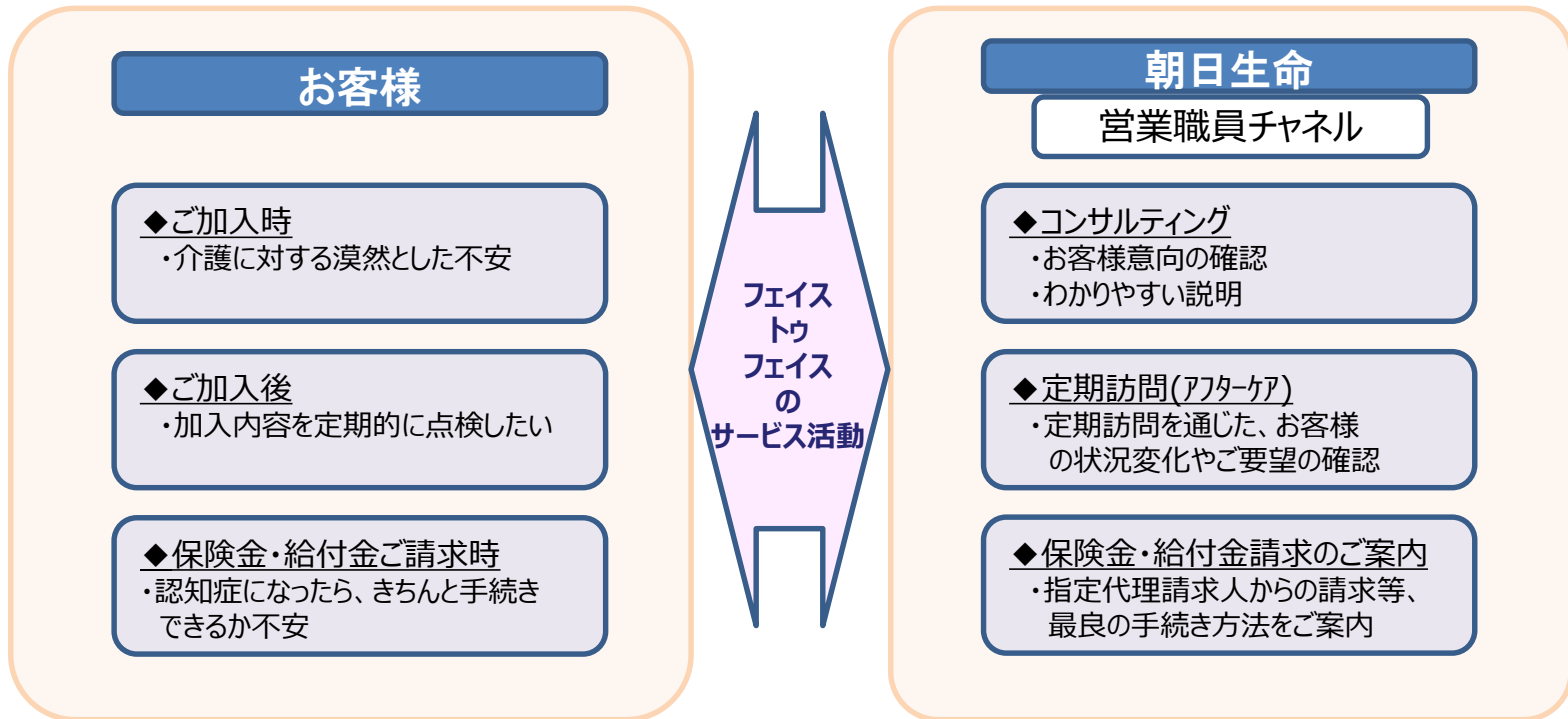 お客様
◆ご加入時
・介護に対する漠然とした不安
◆ご加入後
・加入内容を定期的に点検したい
◆保険金・給付金ご請求時
・認知症になったら、きちんと手続き
できるか不安
フェイス
トゥ
フェイス
の
サービス活動
朝日生命
営業職員チャネル
◆コンサルティング
・お客様意向の確認
・わかりやすい説明
◆定期訪問(アフターケア)
・定期訪問を通じた、お客様
の状況変化やご要望の確認
◆保険金・給付金請求のご案内
・指定代理請求人からの請求等、
最良の手続き方法をご案内